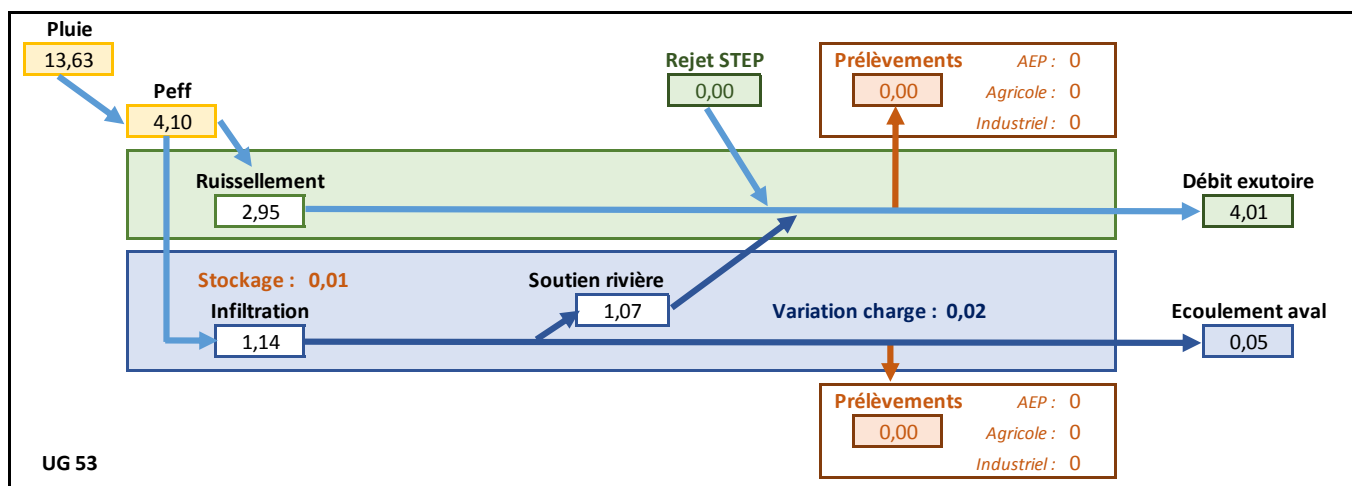 Pluie
13,63
Peff
4,10
Rejet STEP
0,00
Prélèvements
0,00
AEP : 0
Agricole : 0
Industriel : 0
Ruissellement
2,95
Débit exutoire
4,01
Stockage : 0,01
Infiltration
1,14
Soutien rivière
1,07
Variation charge : 0,02
Ecoulement aval
0,05
Prélèvements
0,00
AEP : 0
Agricole : 0
Industriel : 0
UG 53